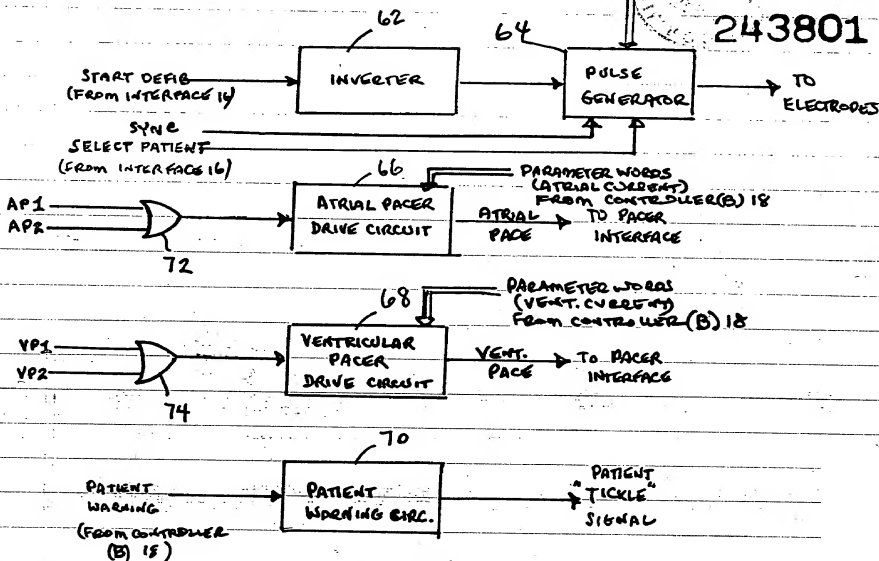 243801
62
64
START DEFIB
(FROM INTERFACE 16)
INVERTER
PULSE
GENERATOR
TO
ELECTRODES
SYNC
SELECT PATIENT
(FROM INTERFACE 16)
66
PARAMETER WORDS
(ATRIAL CURRENT)
FROM CONTROLLER (B) 18
AP1
AP2
72
ATRIAL PACER
DRIVE CIRCUIT
ATRIAL
PACE
TO PACER
INTERFACE
68
PARAMETER WORDS
(VENT. CURRENT)
FROM CONTROLLER (B) 18
VP1
VP2
74
VENTRICULAR
PACER
DRIVE CIRCUIT
VENT.
PACE
TO PACER
INTERFACE
70
PATIENT
WARNING
(FROM CONTROLLER
(B) 18)
PATIENT
WARNING CIRC.
PATIENT
"TICKLE"
SIGNAL